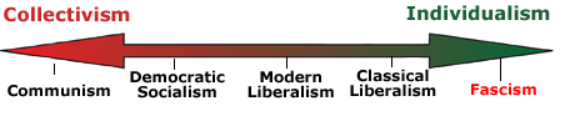 Collectivism
Individualism
Communism
Democratic
Socialism
Modern
Liberalism
Classical
Liberalism
Fascism